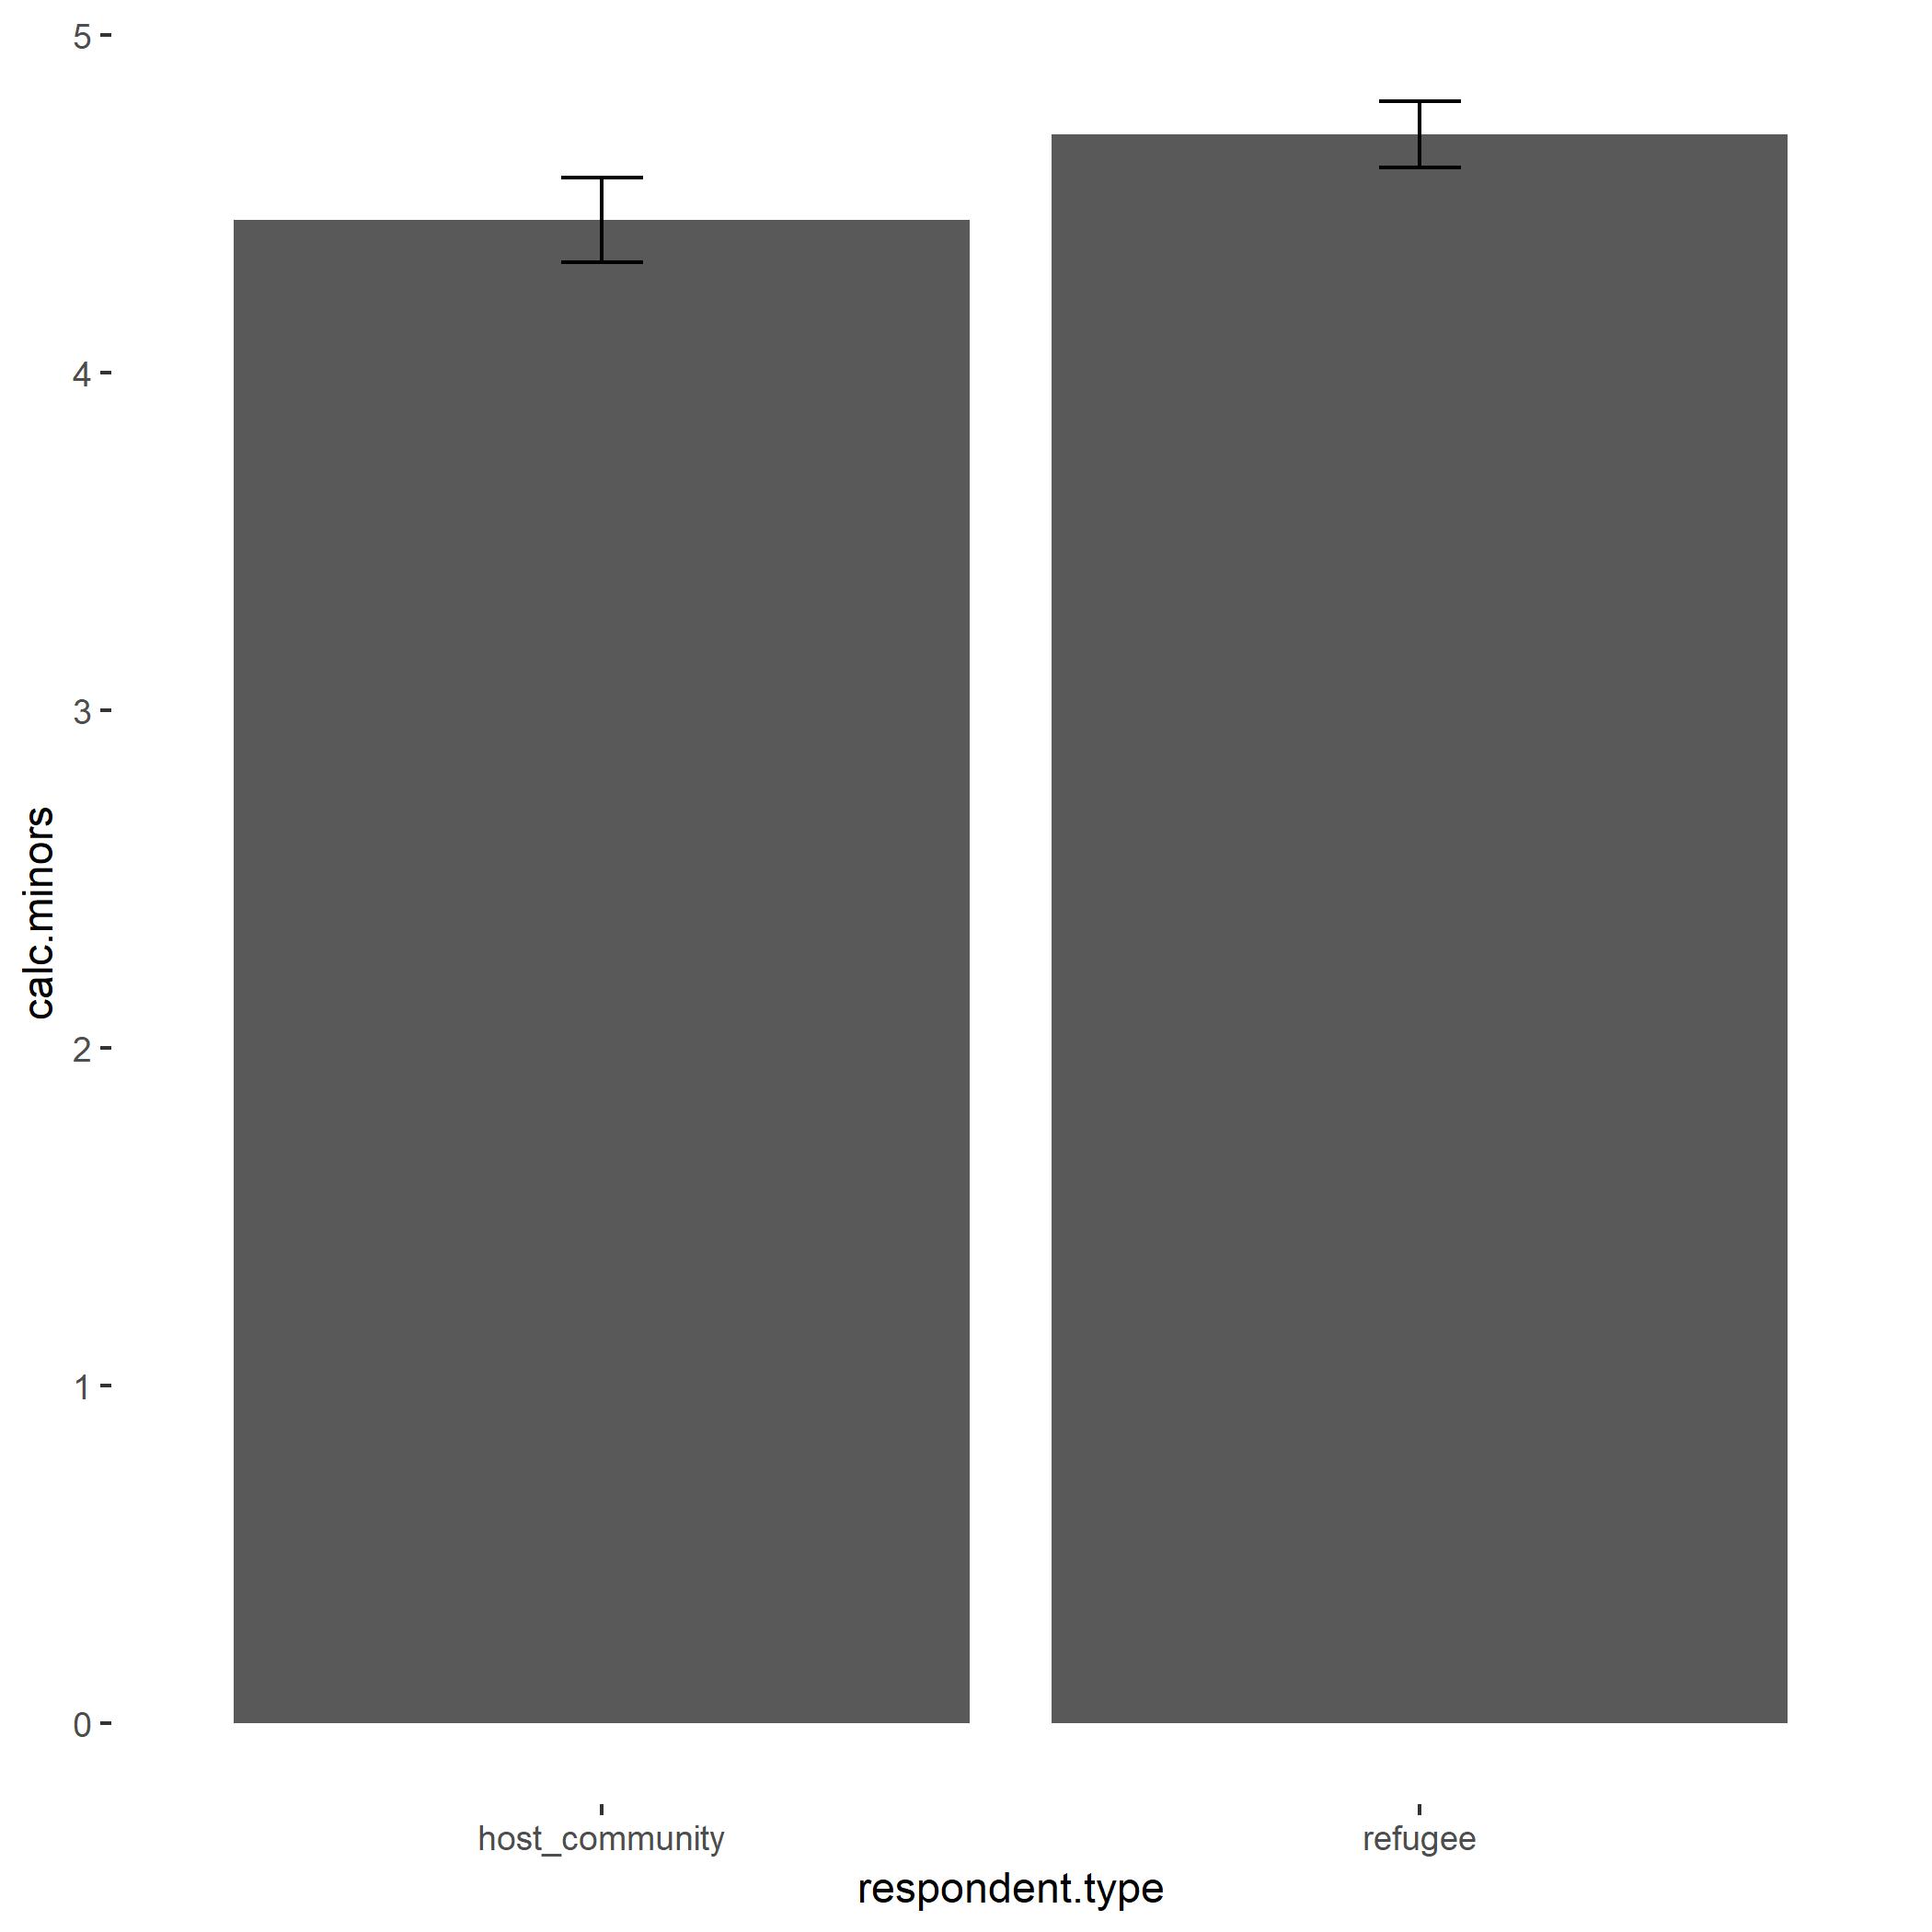 5
4
3
2
1
0
calc.minors
host_community
refugee
respondent.type